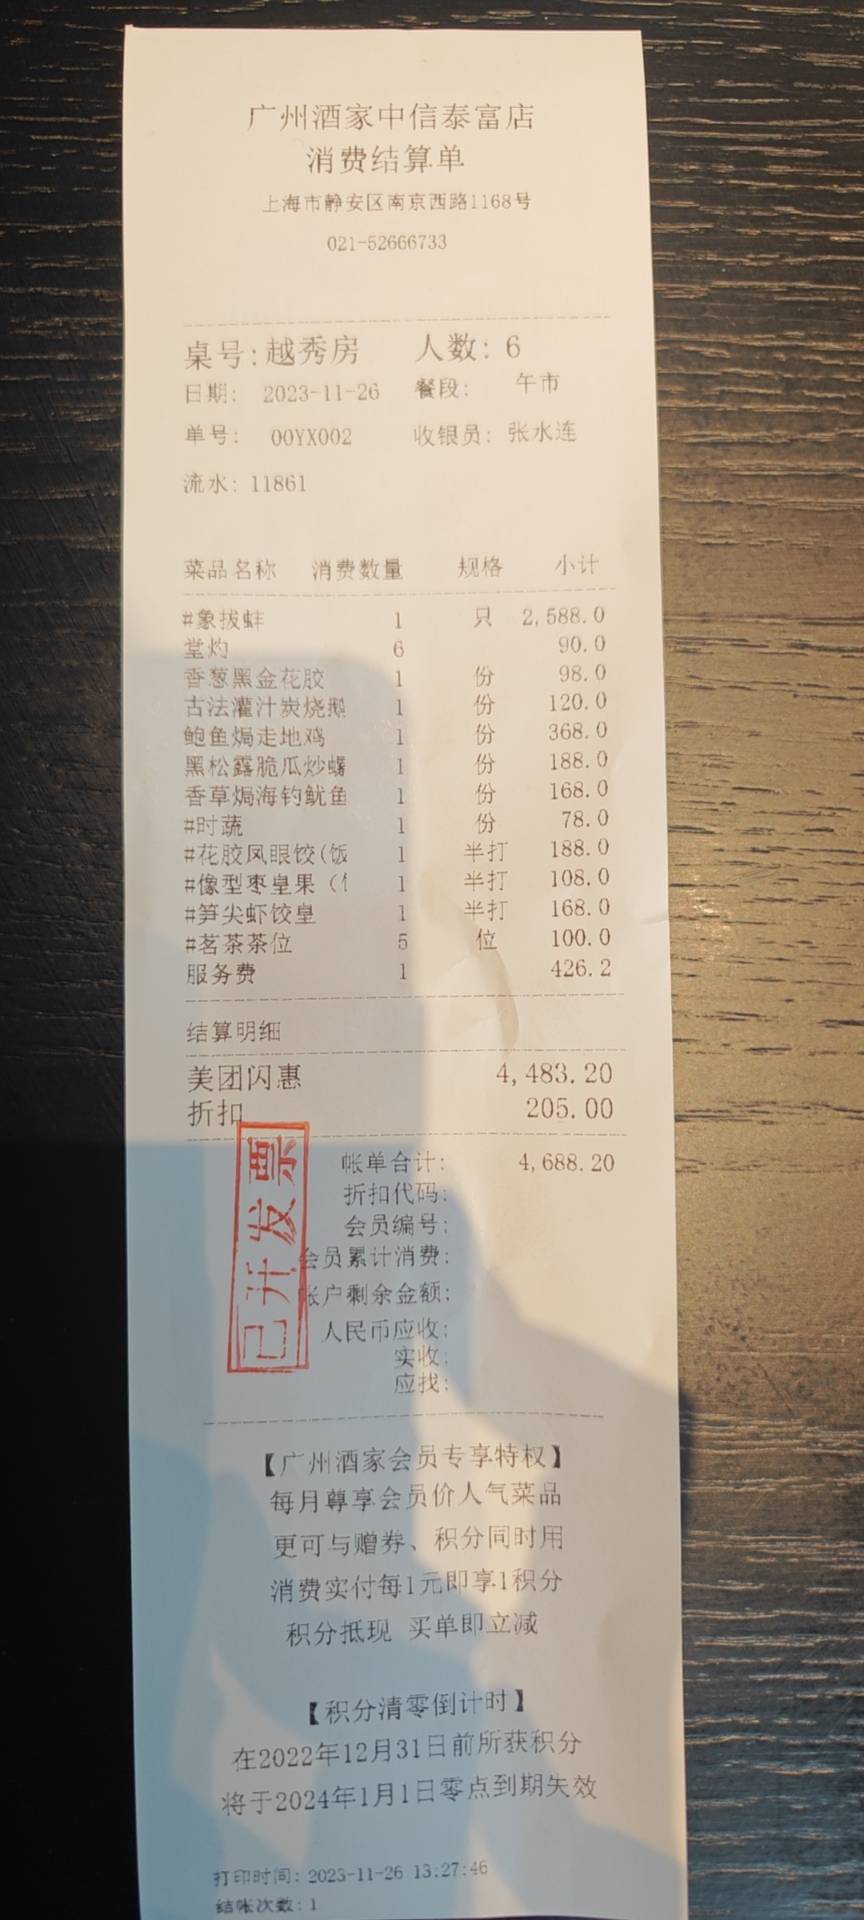 广州酒家中信泰富店
消费结算单
上海市静安区南京西路1168号
021-52666733
桌号:越秀房 人数: 6
日期: 2023-11-26 餐段: 午市
单号: 00YX002 收银员: 张水连
流水: 11861
菜品名称 消费数量 规格 小计
#象拔蚌 1 只 2,588.0
堂灼 6 90.0
香葱黑金花胶 1 份 98.0
古法灌汁炭烧鹅 1 份 120.0
鲍鱼焗走地鸡 1 份 368.0
黑松露脆瓜炒螺 1 份 188.0
香草焗海钓鱿鱼 1 份 168.0
#时蔬 1 份 78.0
#花胶凤眼饺(饭 1 半打 188.0
#像型枣皇果（ 1 半打 108.0
#笋尖虾饺皇 1 半打 168.0
#茗茶茶位 5 位 100.0
服务费 1 426.2
结算明细
美团闪惠 4,483.20
折扣 205.00
帐单合计: 4,688.20
折扣代码:
会员编号:
会员累计消费:
帐户剩余金额:
人民币应收:
实收:
应找:
已开发票
【广州酒家会员专享特权】
每月尊享会员价人气菜品
更可与赠券、积分同时用
消费实付每1元即享1积分
积分抵现 买单即立减
【积分清零倒计时】
在2022年12月31日前所获积分
将于2024年1月1日零点到期失效
打印时间: 2023-11-26 13:27:46
结帐次数: 1